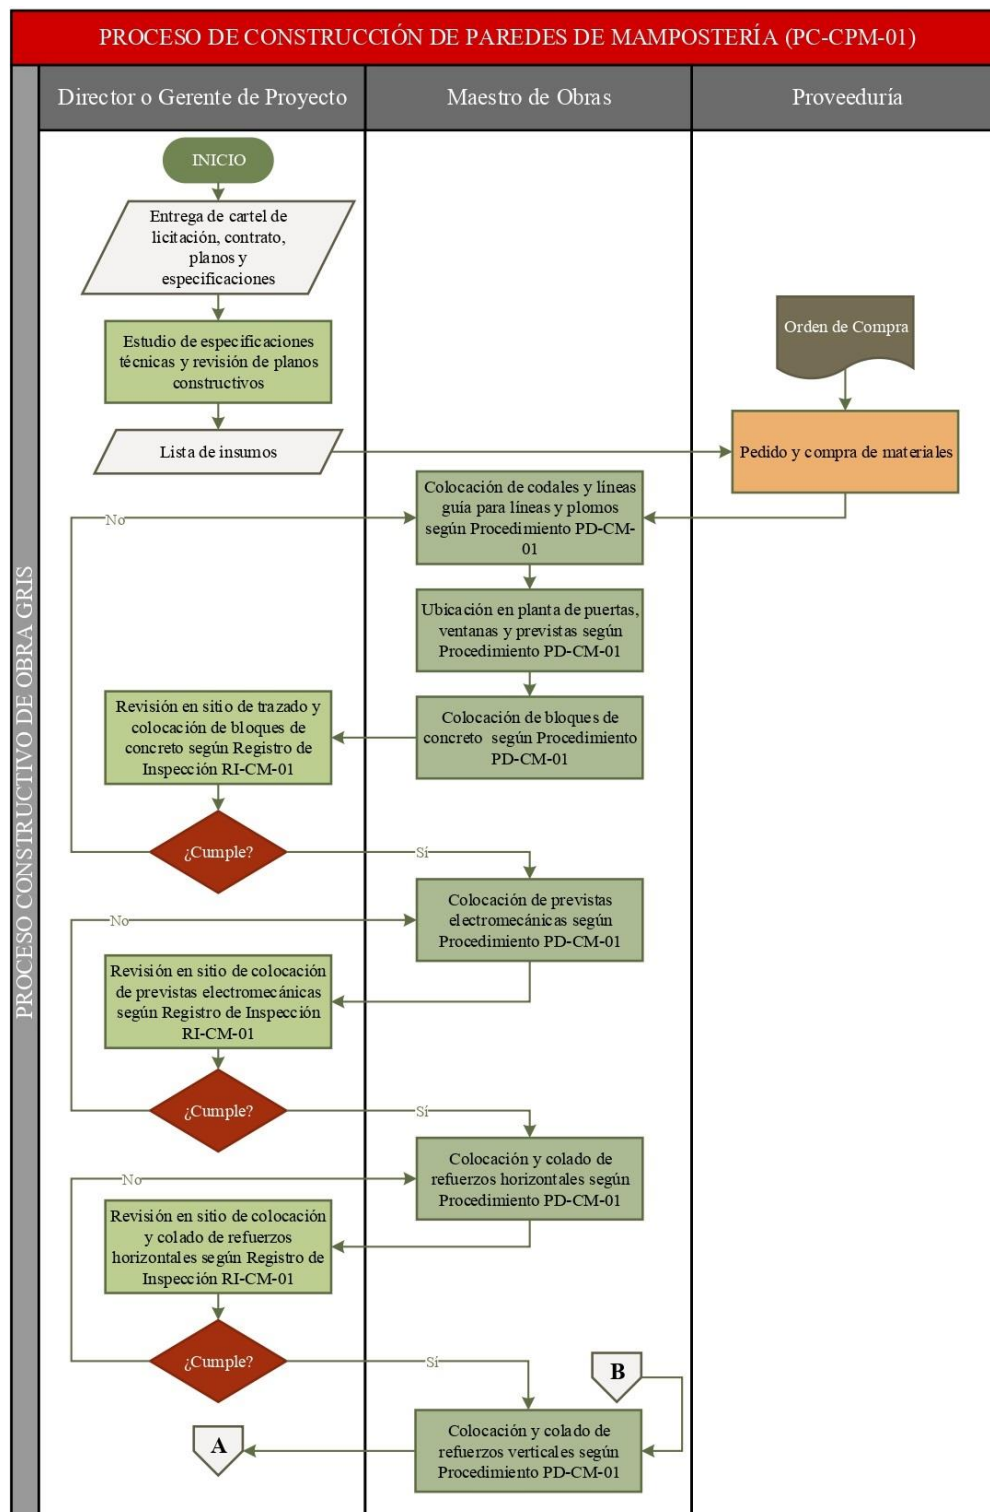 PROCESO DE CONSTRUCCIÓN DE PAREDES DE MAMPOSTERÍA (PC-CPM-01)
PROCESO CONSTRUCTIVO DE OBRA GRIS
Director o Gerente de Proyecto
Maestro de Obras
Proveeduría
INICIO
Entrega de cartel de
licitación, contrato,
planos y
especificaciones
Estudio de especificaciones
técnicas y revisión de planos
constructivos
Orden de Compra
Lista de insumos
Pedido y compra de materiales
Colocación de codales y líneas
guía para líneas y plomos
según Procedimiento PD-CM-
01
No
Ubicación en planta de puertas,
ventanas y previstas según
Procedimiento PD-CM-01
Colocación de bloques de
concreto según Procedimiento
PD-CM-01
Revisión en sitio de trazado y
colocación de bloques de
concreto según Registro de
Inspección RI-CM-01
¿Cumple?
Sí
Colocación de previstas
electromecánicas según
Procedimiento PD-CM-01
No
Revisión en sitio de colocación
de previstas electromecánicas
según Registro de Inspección
RI-CM-01
¿Cumple?
Sí
Colocación y colado de
refuerzos horizontales según
Procedimiento PD-CM-01
No
Revisión en sitio de colocación
y colado de refuerzos
horizontales según Registro de
Inspección RI-CM-01
¿Cumple?
Sí
B
Colocación y colado de
refuerzos verticales según
Procedimiento PD-CM-01
A